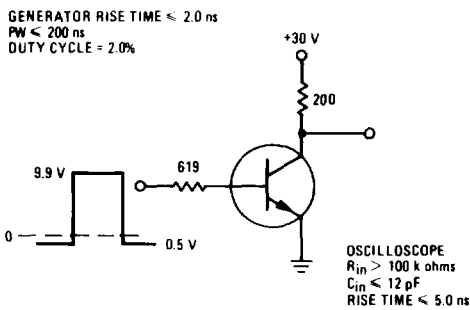 GENERATOR RISE TIME ≤ 2.0 ns
PW ≤ 200 ns
DUTY CYCLE = 2.0%
+30 V
200
619
9.9 V
0
0.5 V
OSCILLOSCOPE
Rin > 100 k ohms
Cin ≤ 12 pF
RISE TIME ≤ 5.0 ns